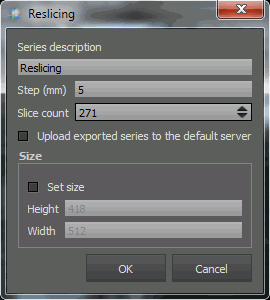 Reslicing
Series description
Reslicing
Step (mm) 5
Slice count 271
Upload exported series to the default server
Size
Set size
Height 418
Width 512
OK Cancel